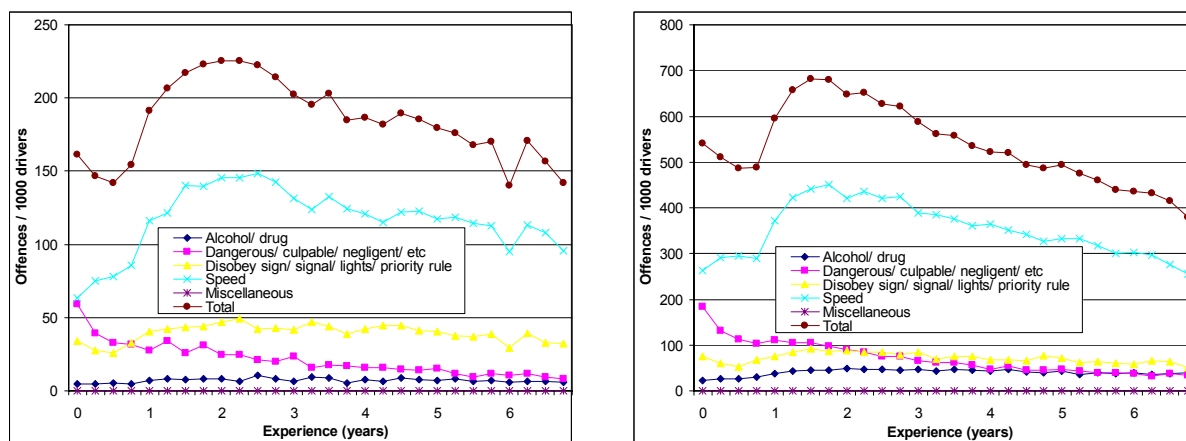 250
200
150
100
50
0
Offences / 1000 drivers
Alcohol/ drug
Dangerous/ culpable/ negligent/ etc
Disobey sign/ signal/ lights/ priority rule
Speed
Miscellaneous
Total
0 1 2 3 4 5 6
Experience (years)
800
700
600
500
400
300
200
100
0
Offences / 1000 drivers
Alcohol/ drug
Dangerous/ culpable/ negligent/ etc
Disobey sign/ signal/ lights/ priority rule
Speed
Miscellaneous
Total
0 1 2 3 4 5 6
Experience (years)